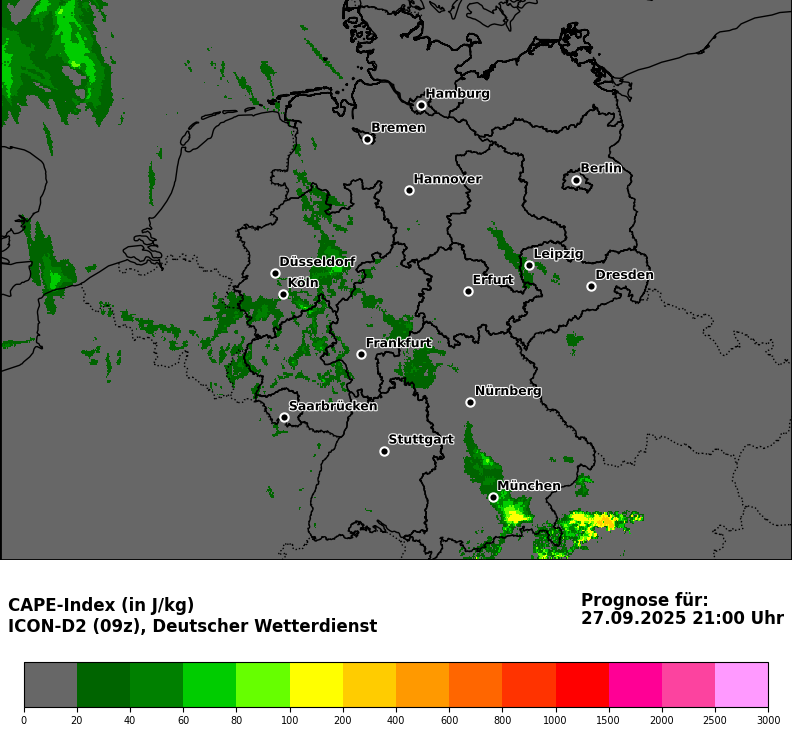 Hamburg
Bremen
Berlin
Hannover
Düsseldorf
Leipzig
Köln
Erfurt
Dresden
Frankfurt
Nürnberg
Saarbrücken
Stuttgart
München
CAPE-Index (in J/kg)
ICON-D2 (09z), Deutscher Wetterdienst
Prognose für:
27.09.2025 21:00 Uhr
0 20 40 60 80 100 200 400 600 800 1000 1500 2000 2500 3000